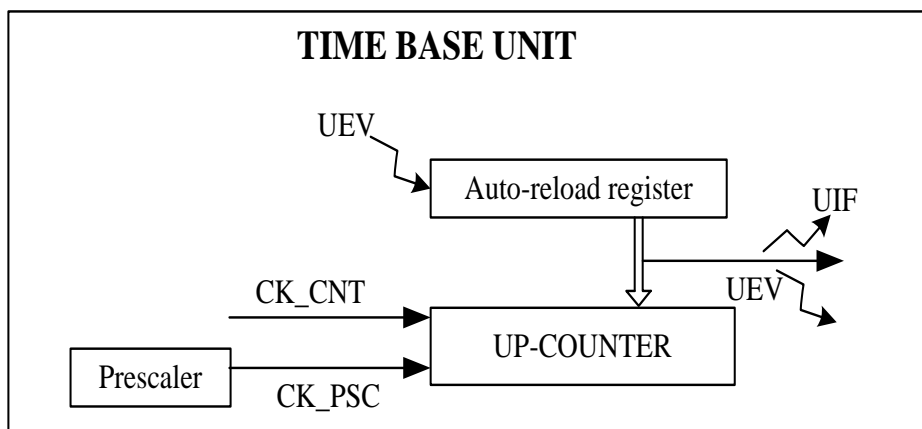 TIME BASE UNIT
UEV
Auto-reload register
UIF
UEV
CK_CNT
UP-COUNTER
Prescaler
CK_PSC